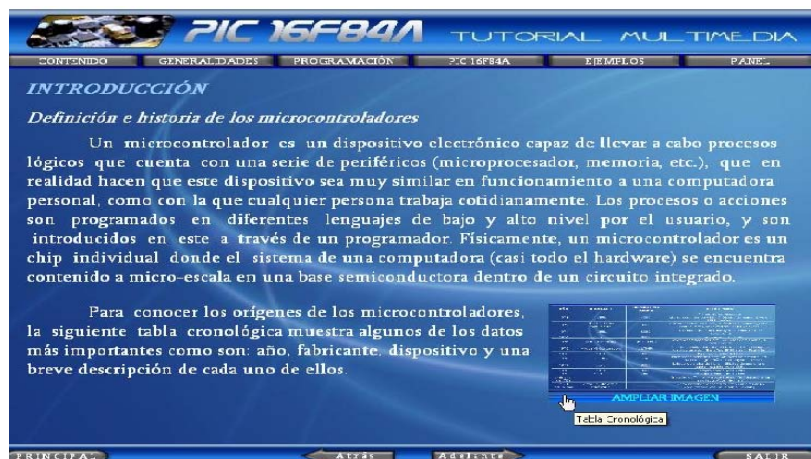 PIC 16F84A TUTORIAL MULTIMEDIA
CONTENIDO GENERALIDADES PROGRAMACIÓN PIC 16F84A EJEMPLOS PANEL
INTRODUCCIÓN
Definición e historia de los microcontroladores
Un microcontrolador es un dispositivo electrónico capaz de llevar a cabo procesos
lógicos que cuenta con una serie de periféricos (microprocesador, memoria, etc.), que en
realidad hacen que este dispositivo sea muy similar en funcionamiento a una computadora
personal, como con la que cualquier persona trabaja cotidianamente. Los procesos o acciones
son programados en diferentes lenguajes de bajo y alto nivel por el usuario, y son
introducidos en este a través de un programador. Físicamente, un microcontrolador es un
chip individual donde el sistema de una computadora (casi todo el hardware) se encuentra
contenido a micro-escala en una base semiconductora dentro de un circuito integrado.
Para conocer los orígenes de los microcontroladores,
la siguiente tabla cronológica muestra algunos de los datos
más importantes como son: año, fabricante, dispositivo y una
breve descripción de cada uno de ellos.
AMPLIAR IMAGEN
Tabla Cronológica
PRINCIPAL Atrás Adelante SALIR